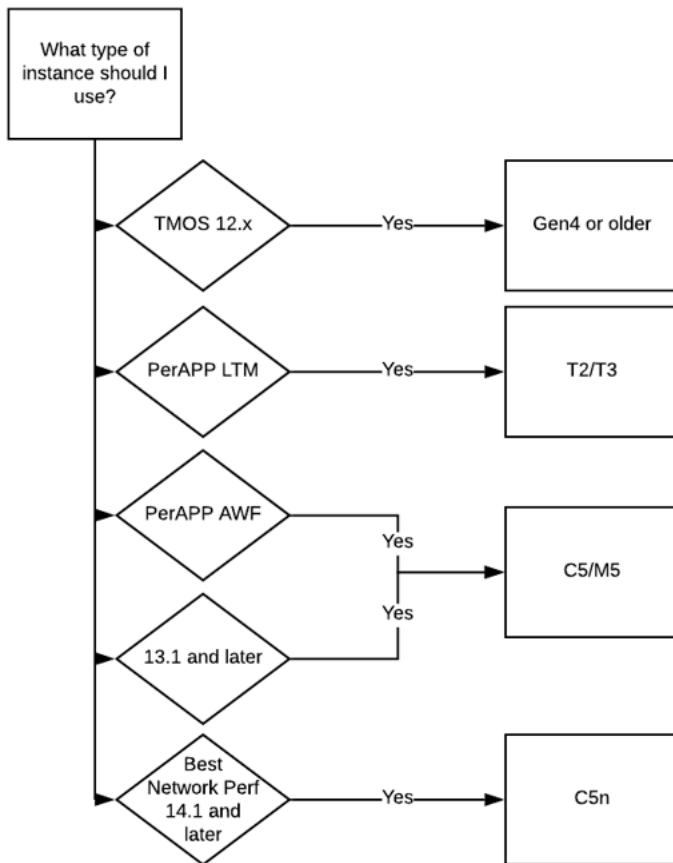 What type of
instance should I
use?
TMOS 12.x
Yes
Gen4 or older
PerAPP LTM
Yes
T2/T3
PerAPP AWF
Yes
C5/M5
Yes
13.1 and later
Best
Network Perf
14.1 and
later
Yes
C5n